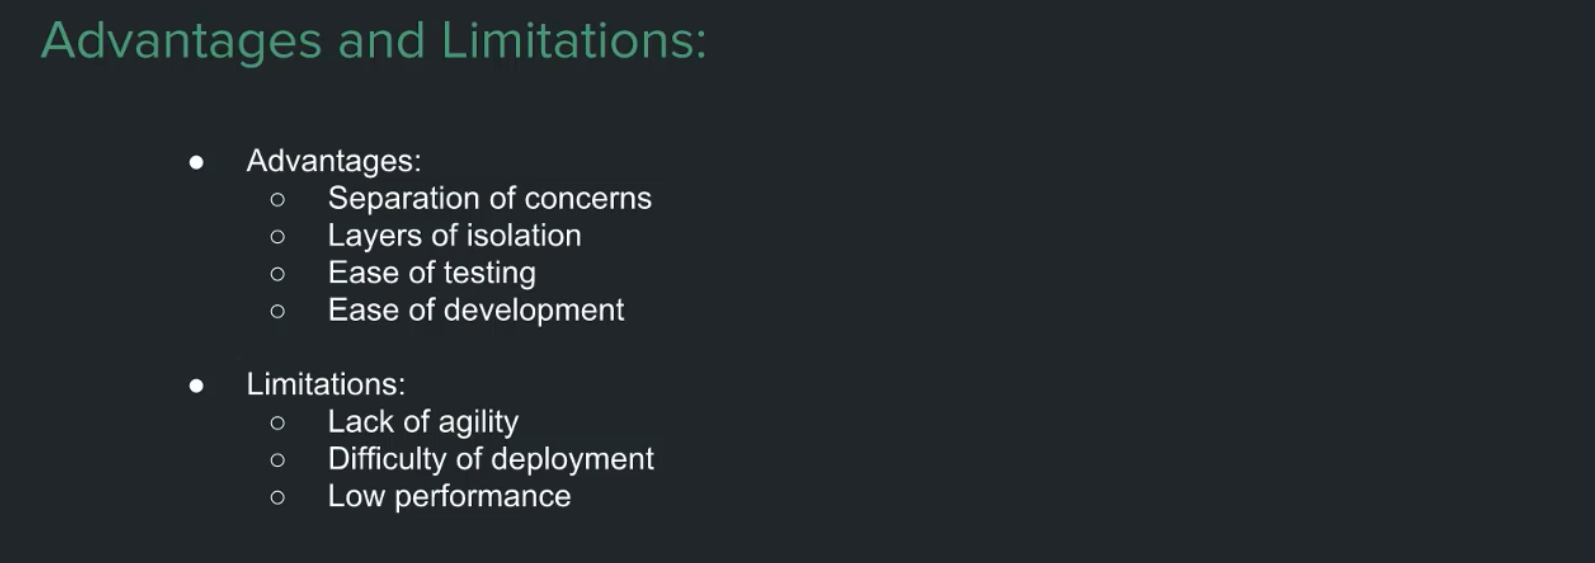 Advantages and Limitations:
● Advantages:
○ Separation of concerns
○ Layers of isolation
○ Ease of testing
○ Ease of development
● Limitations:
○ Lack of agility
○ Difficulty of deployment
○ Low performance